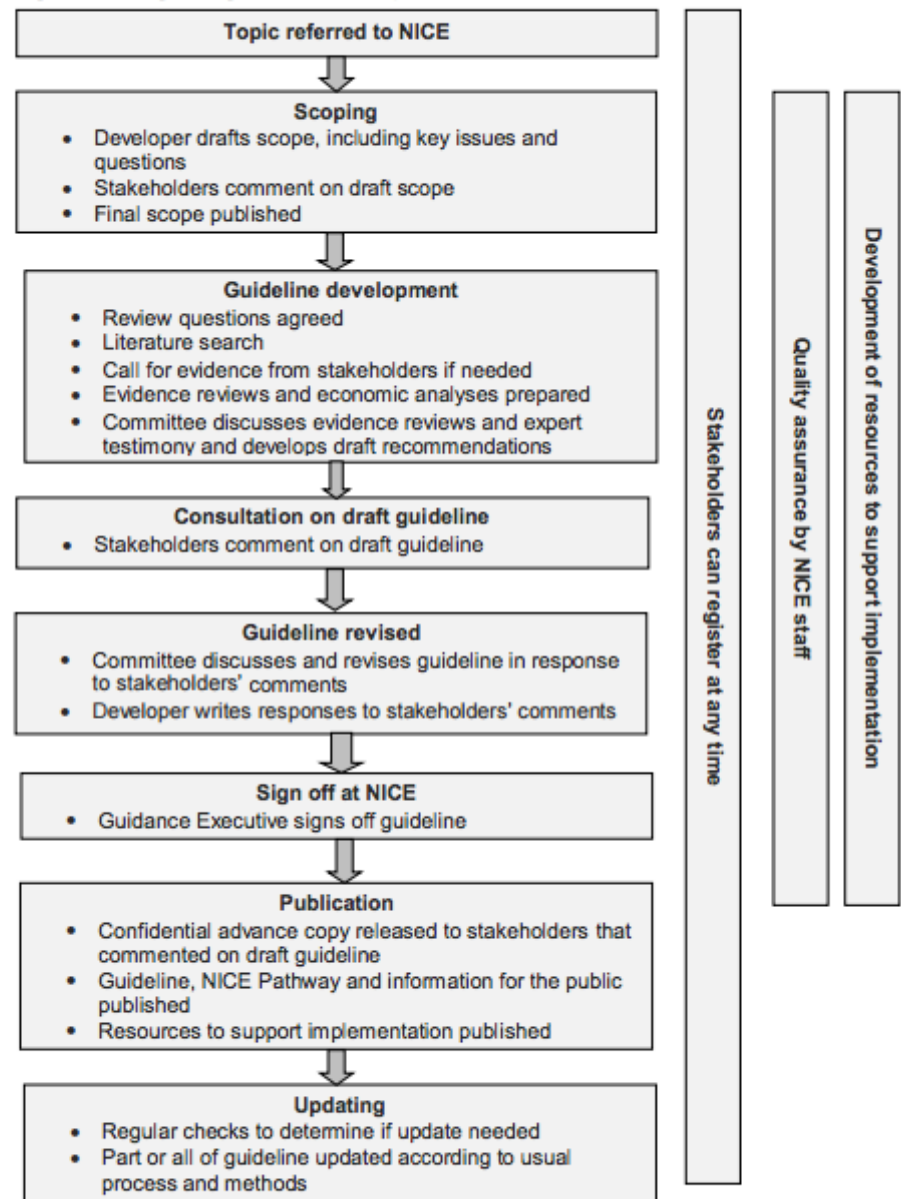 Topic referred to NICE
Scoping
• Developer drafts scope, including key issues and
questions
• Stakeholders comment on draft scope
• Final scope published
Guideline development
• Review questions agreed
• Literature search
• Call for evidence from stakeholders if needed
• Evidence reviews and economic analyses prepared
• Committee discusses evidence reviews and expert
testimony and develops draft recommendations
Consultation on draft guideline
• Stakeholders comment on draft guideline
Guideline revised
• Committee discusses and revises guideline in response
to stakeholders’ comments
• Developer writes responses to stakeholders' comments
Sign off at NICE
• Guidance Executive signs off guideline
Publication
• Confidential advance copy released to stakeholders that
commented on draft guideline
• Guideline, NICE Pathway and information for the public
published
• Resources to support implementation published
Updating
• Regular checks to determine if update needed
• Part or all of guideline updated according to usual
process and methods
Stakeholders can register at any time
Quality assurance by NICE staff
Development of resources to support implementation